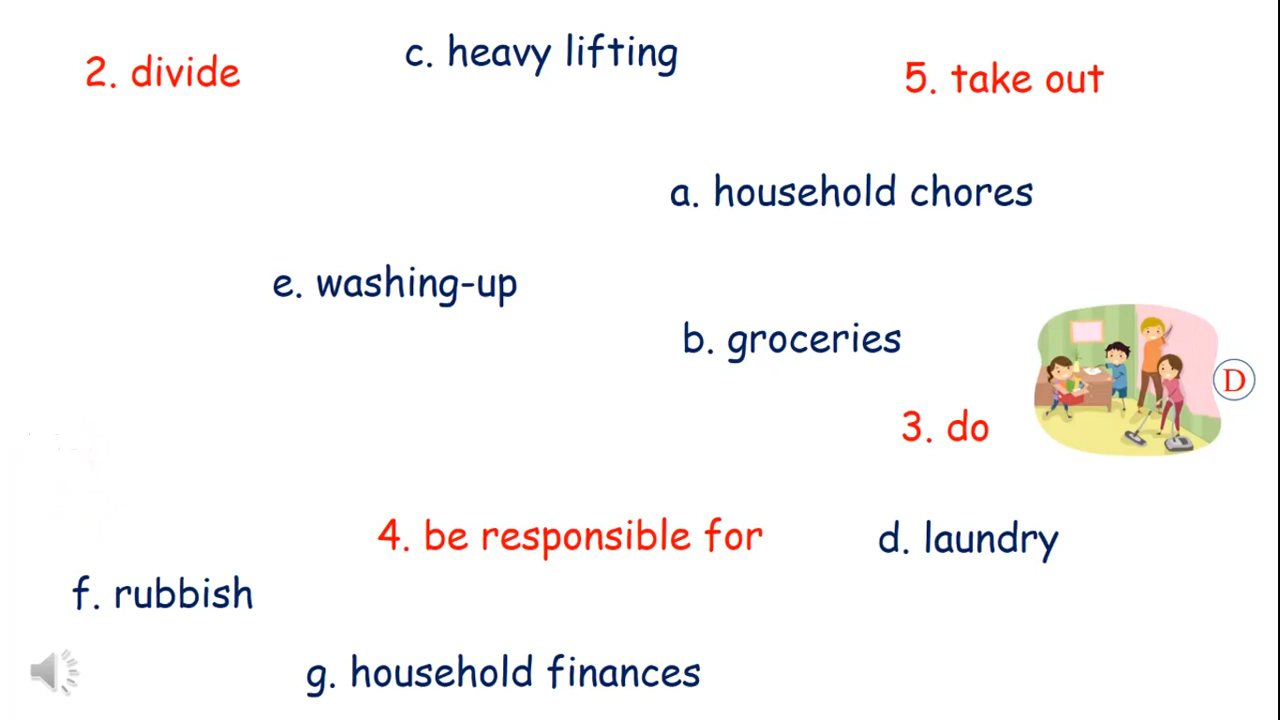 c. heavy lifting
2. divide
5. take out
a. household chores
e. washing-up
b. groceries
D
3. do
4. be responsible for
d. laundry
f. rubbish
g. household finances